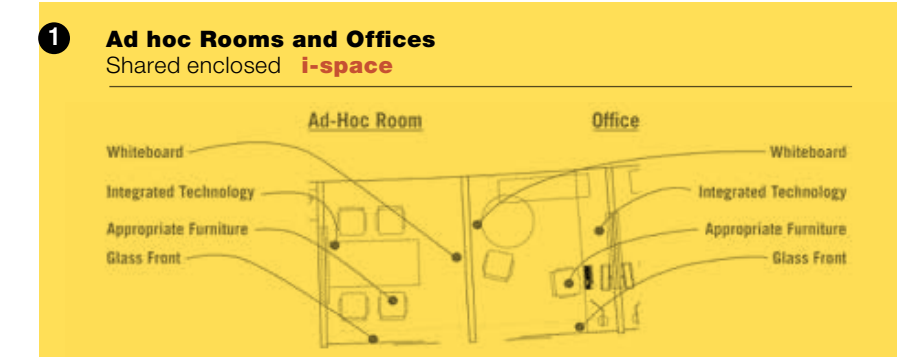 1
Ad hoc Rooms and Offices
Shared enclosed i-space
Ad-Hoc Room
Office
Whiteboard
Integrated Technology
Appropriate Furniture
Glass Front
Whiteboard
Integrated Technology
Appropriate Furniture
Glass Front